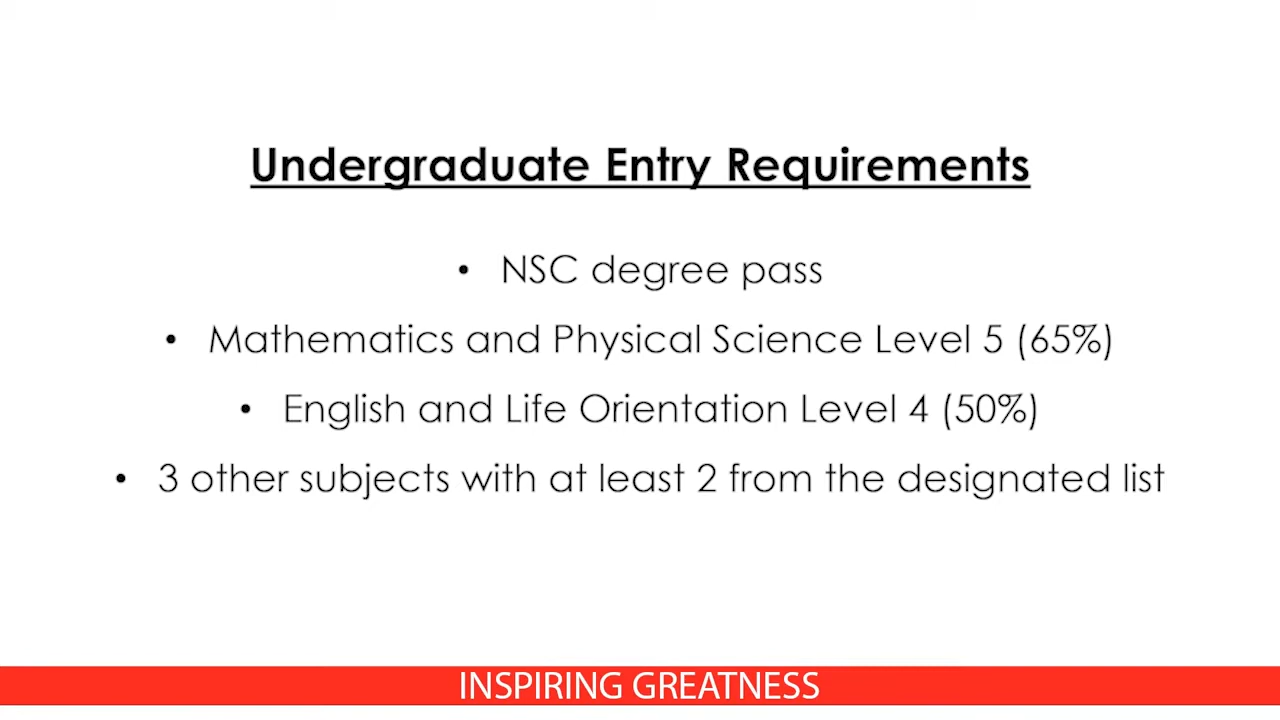 Undergraduate Entry Requirements
• NSC degree pass
• Mathematics and Physical Science Level 5 (65%)
• English and Life Orientation Level 4 (50%)
• 3 other subjects with at least 2 from the designated list
INSPIRING GREATNESS